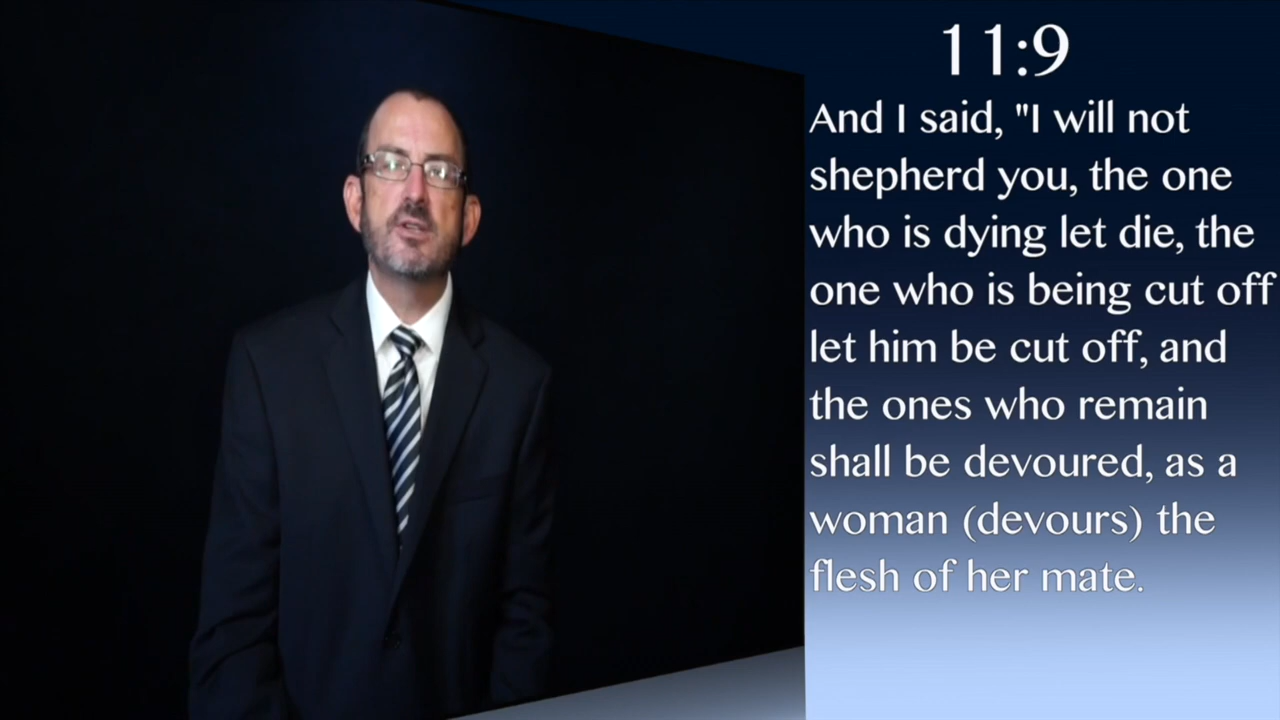 11:9
And I said, "I will not
shepherd you, the one
who is dying let die, the
one who is being cut off
let him be cut off, and
the ones who remain
shall be devoured, as a
woman (devours) the
flesh of her mate.